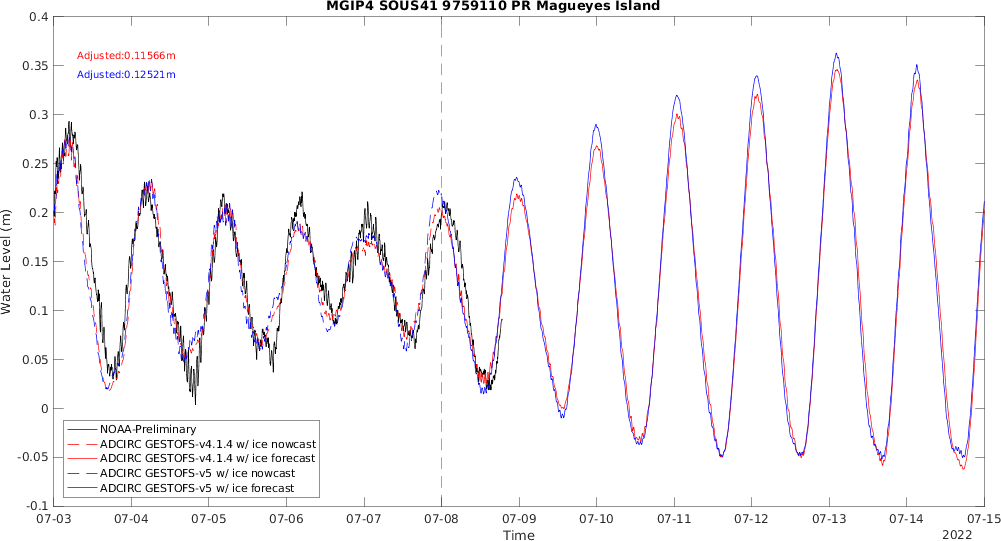 MGIP4 SOUS41 9759110 PR Magueyes Island
0.4
0.35
0.3
0.25
0.2
0.15
0.1
0.05
0
-0.05
-0.1
Water Level (m)
Adjusted:0.11566m
Adjusted:0.12521m
NOAA-Preliminary
ADCIRC GESTOFS-v4.1.4 w/ ice nowcast
ADCIRC GESTOFS-v4.1.4 w/ ice forecast
ADCIRC GESTOFS-v5 w/ ice nowcast
ADCIRC GESTOFS-v5 w/ ice forecast
07-03 07-04 07-05 07-06 07-07 07-08 07-09 07-10 07-11 07-12 07-13 07-14 07-15
Time
2022